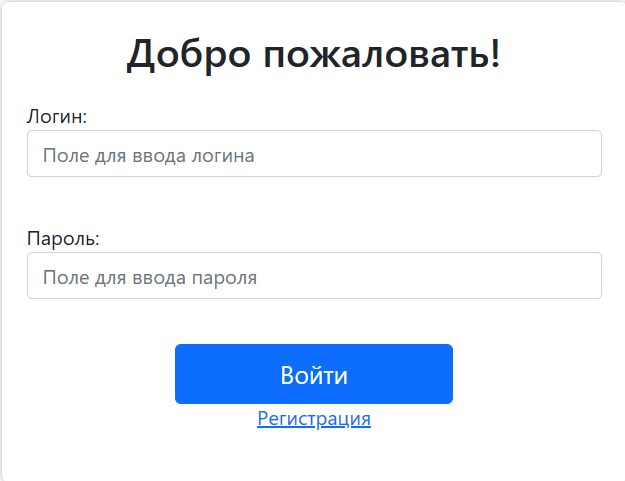 Добро пожаловать!
Логин:
Поле для ввода логина
Пароль:
Поле для ввода пароля
Войти
Регистрация